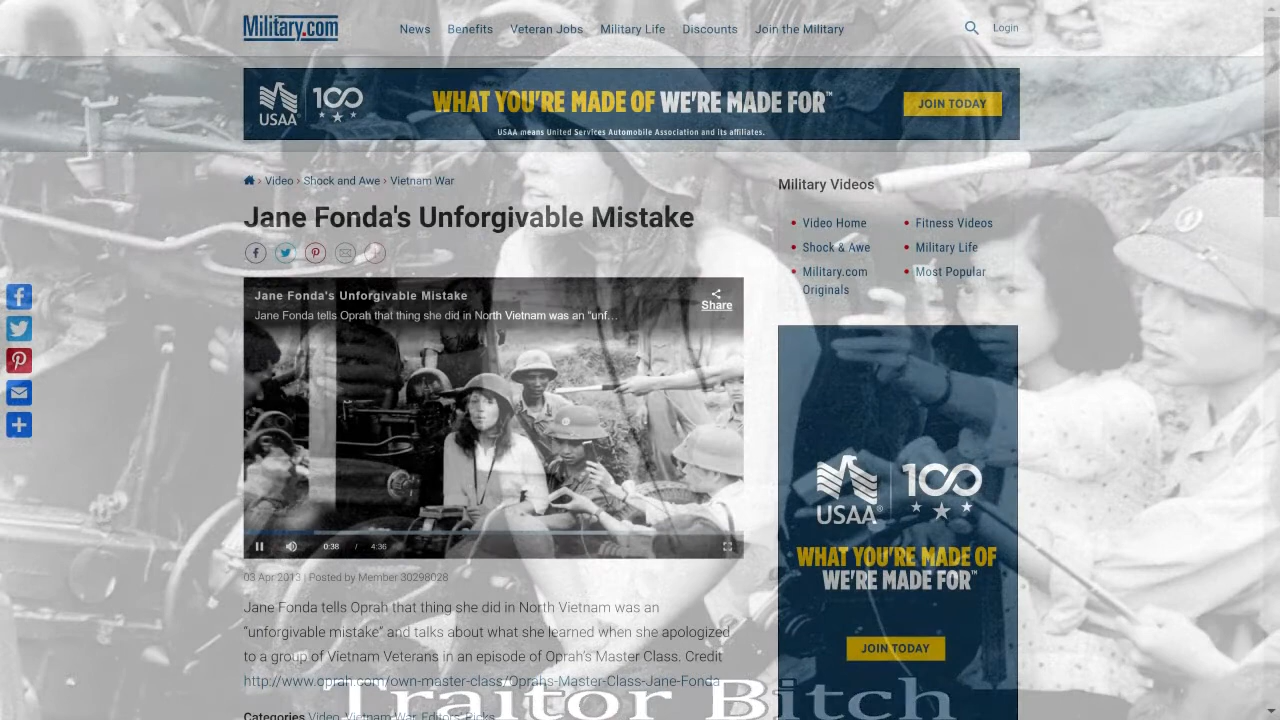 Military.com
News Benefits Veteran Jobs Military Life Discounts Join the Military
Login
USAA® 100
WHAT YOU'RE MADE OF WE'RE MADE FOR™
JOIN TODAY
USAA means United Services Automobile Association and its affiliates.
› Video › Shock and Awe › Vietnam War
Jane Fonda's Unforgivable Mistake
Jane Fonda's Unforgivable Mistake
Share
Jane Fonda tells Oprah that thing she did in North Vietnam was an "unf...
0:38 / 4:36
03 Apr 2013 | Posted by Member 30298028
Jane Fonda tells Oprah that thing she did in North Vietnam was an
“unforgivable mistake” and talks about what she learned when she apologized
to a group of Vietnam Veterans in an episode of Oprah's Master Class. Credit
http://www.oprah.com/own-master-class/Oprahs-Master-Class-Jane-Fonda
Categories Video, Vietnam War, Editors' Picks
Military Videos
Video Home
Shock & Awe
Military.com
Originals
Fitness Videos
Military Life
Most Popular
USAA® 100
WHAT YOU'RE MADE OF
WE'RE MADE FOR™
JOIN TODAY
Traitor Bitch